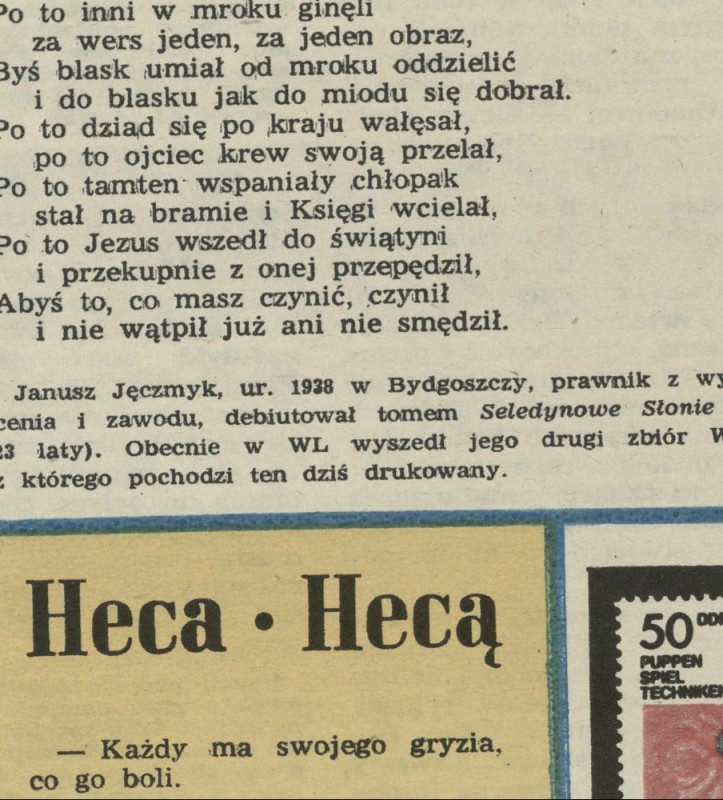 Po to inni w mroku ginęli
za wers jeden, za jeden obraz,
Byś blask umiał od mroku oddzielić
i do blasku jak do miodu się dobrał.
Po to dziad się po kraju wałęsał,
po to ojciec krew swoją przelał,
Po to tamten wspaniały chłopak
stał na bramie i Księgi wcielał,
Po to Jezus wszedł do świątyni
i przekupnie z onej przepędził,
Abyś to, co masz czynić, czynił
i nie wątpił już ani nie smędził.
Janusz Jęczmyk, ur. 1938 w Bydgoszczy, prawnik z wy
cenia i zawodu, debiutował tomem Seledynowe Słonie
23 laty). Obecnie w WL wyszedł jego drugi zbiór W
z którego pochodzi ten dziś drukowany.
Heca • Hecą
— Każdy ma swojego gryzia,
co go boli.
50 DDR
PUPPEN
SPIEL
TECHNIKEN